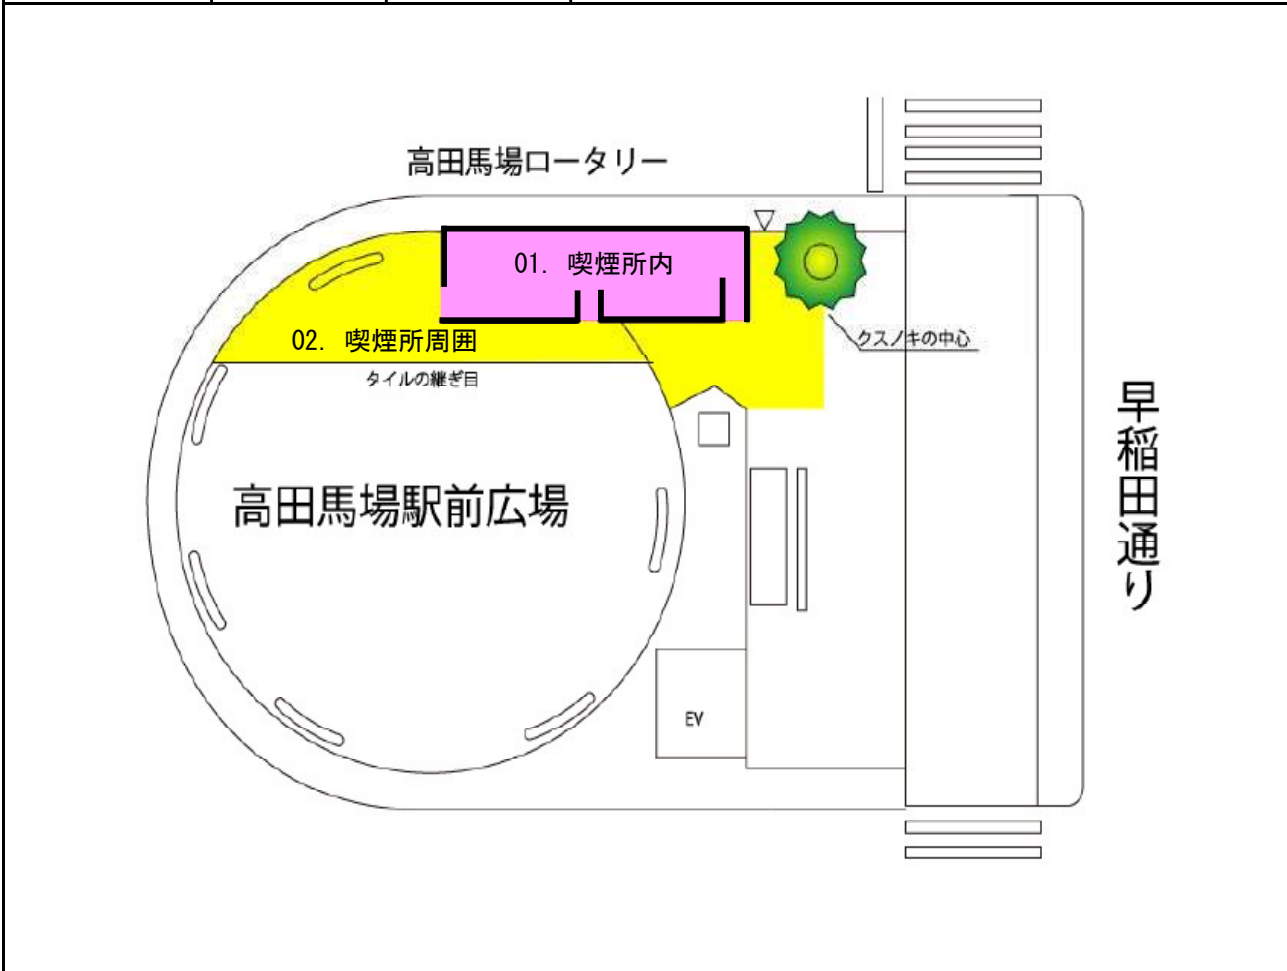 高田馬場ロータリー
01. 喫煙所内
02. 喫煙所周囲
クスノキの中心
タイルの継ぎ目
早稲田通り
高田馬場駅前広場
EV